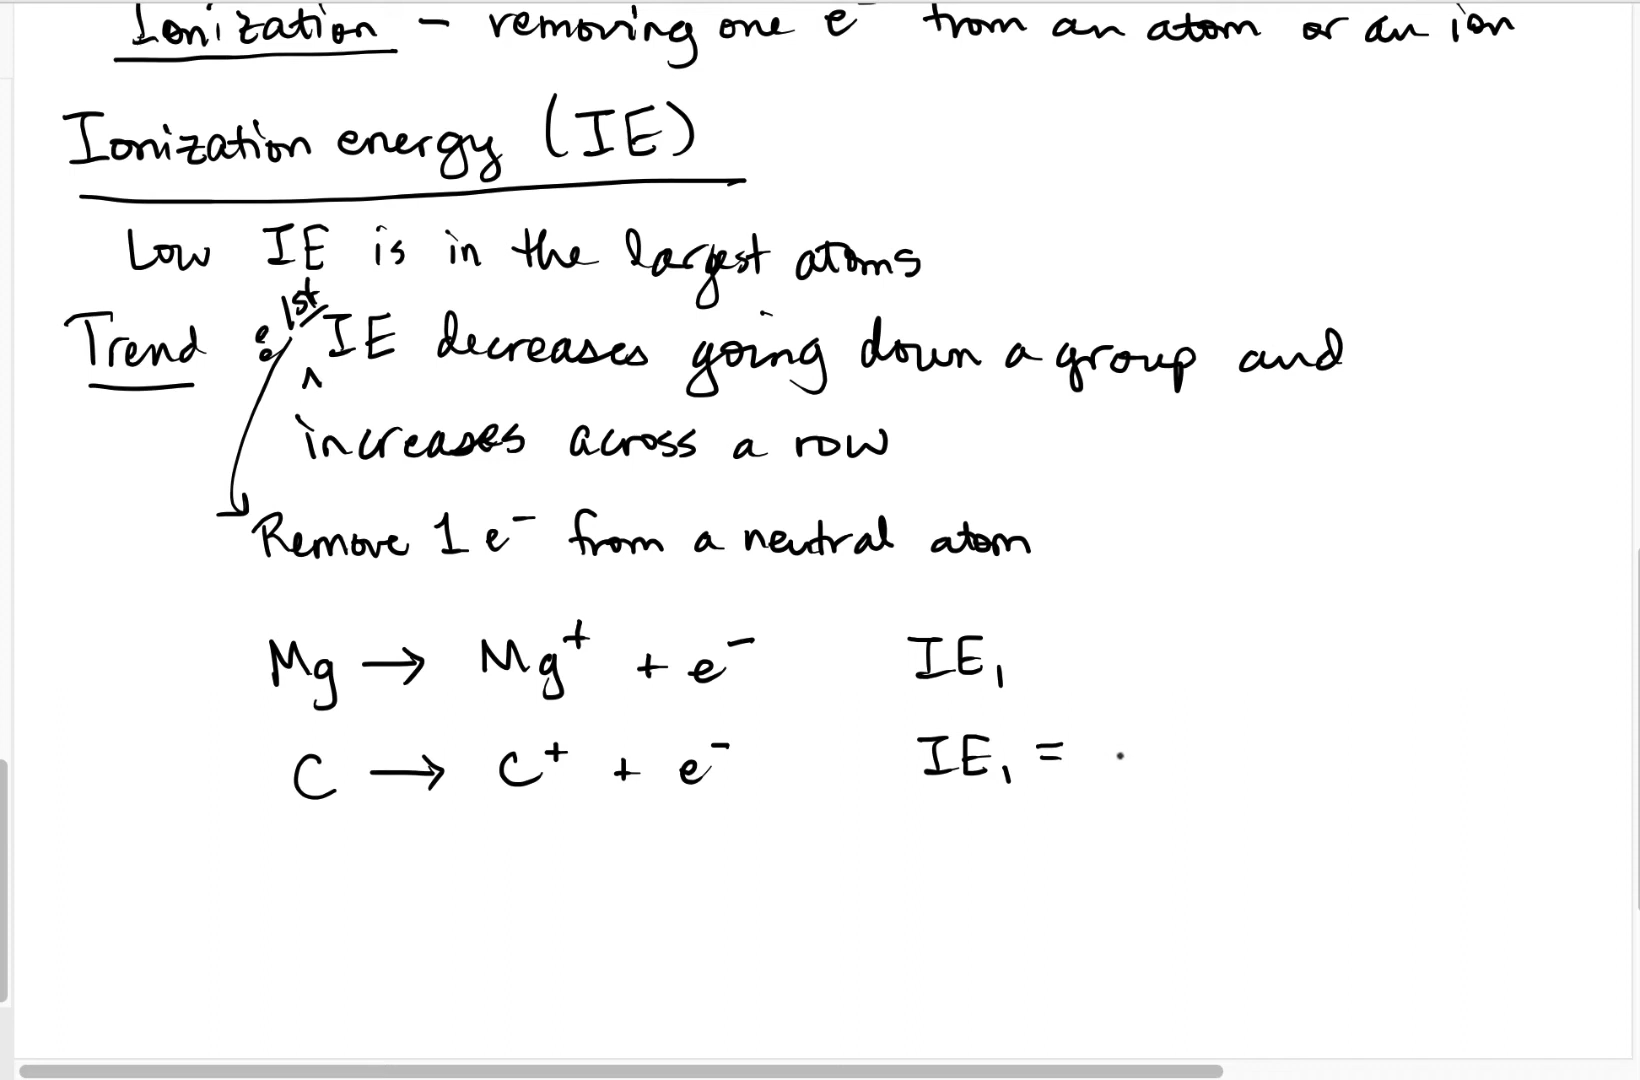 Ionization - removing one e⁻ from an atom or an ion
Ionization energy (IE)
Low IE is in the largest atoms
Trend : 1st IE decreases going down a group and
increases across a row
Remove 1 e⁻ from a neutral atom
Mg → Mg⁺ + e⁻ IE₁
C → C⁺ + e⁻ IE₁ =